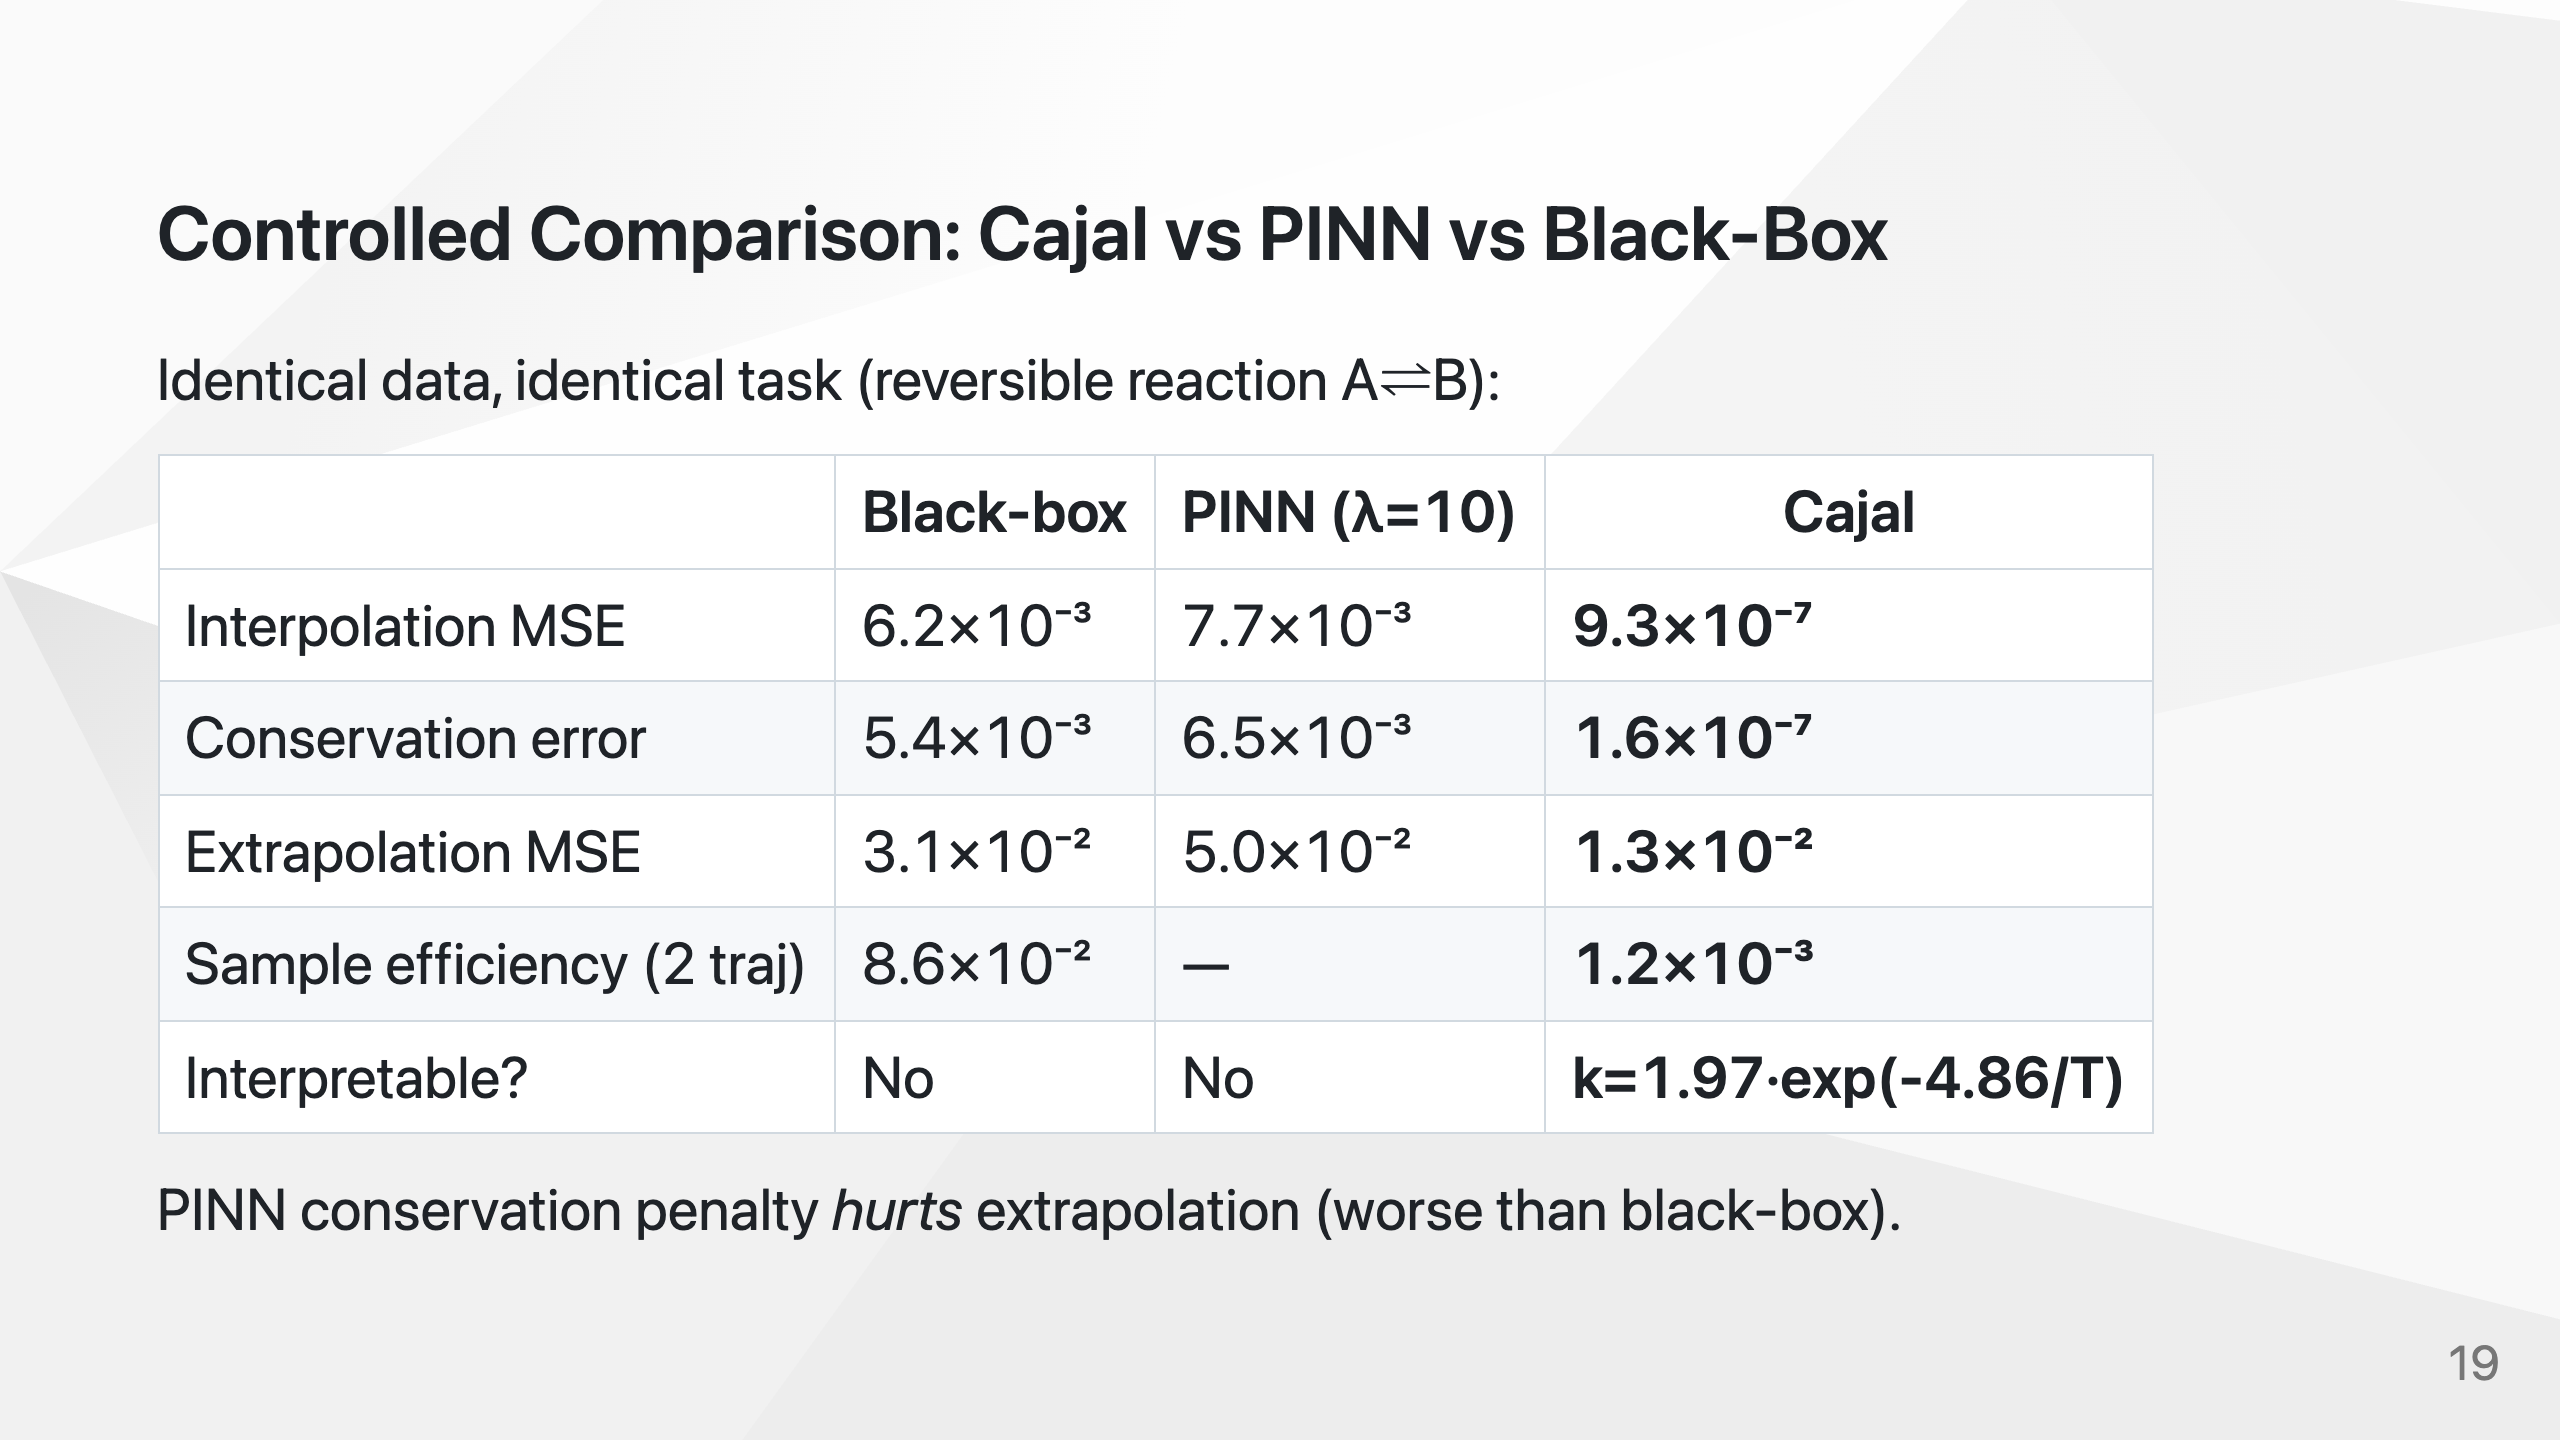 Controlled Comparison: Cajal vs PINN vs Black-Box
Identical data, identical task (reversible reaction A⇌B):
Black-box PINN (λ=10) Cajal
Interpolation MSE 6.2×10⁻³ 7.7×10⁻³ 9.3×10⁻⁷
Conservation error 5.4×10⁻³ 6.5×10⁻³ 1.6×10⁻⁷
Extrapolation MSE 3.1×10⁻² 5.0×10⁻² 1.3×10⁻²
Sample efficiency (2 traj) 8.6×10⁻² — 1.2×10⁻³
Interpretable? No No k=1.97·exp(-4.86/T)
PINN conservation penalty hurts extrapolation (worse than black-box).
19